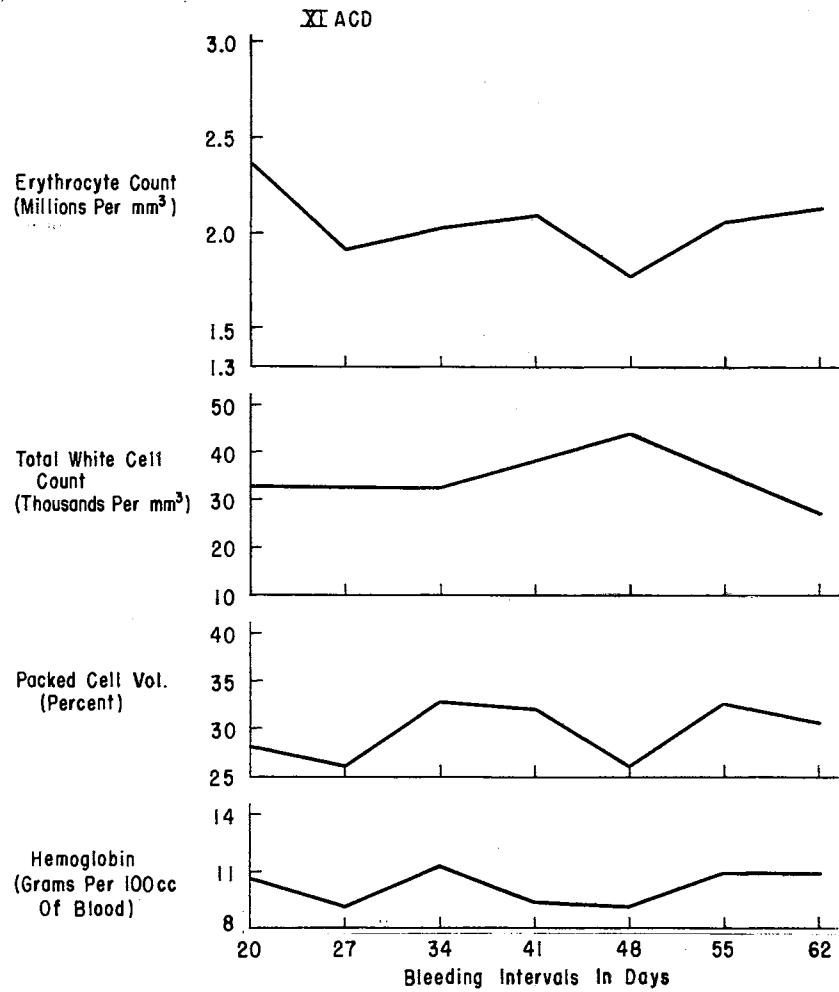 XI ACD
3.0
2.5
Erythrocyte Count
(Millions Per mm³)
2.0
1.5
1.3
50
40
Total White Cell
Count
(Thousands Per mm³)
30
20
10
40
35
Packed Cell Vol.
(Percent)
30
25
14
Hemoglobin
(Grams Per 100cc
Of Blood)
11
8
20 27 34 41 48 55 62
Bleeding Intervals In Days